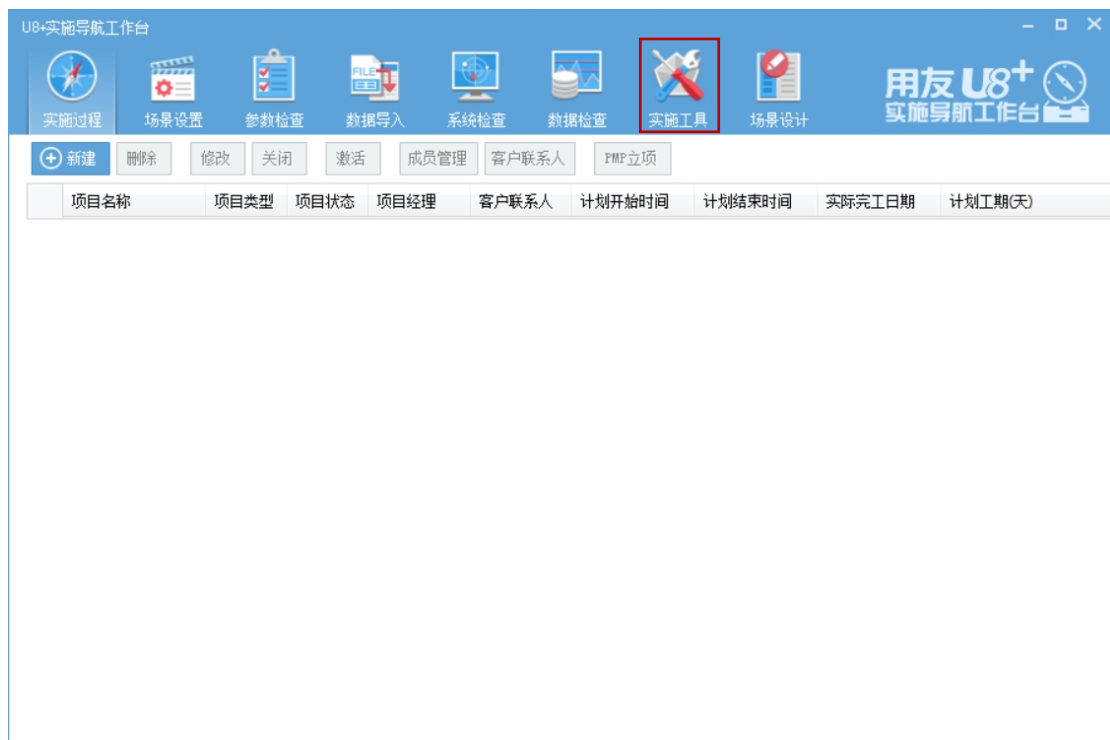 U8+实施导航工作台
实施过程 场景设置 参数检查 数据导入 系统检查 数据检查 实施工具 场景设计
FILE
用友 U8+
实施导航工作台
新建 删除 修改 关闭 激活 成员管理 客户联系人 PMP立项
项目名称 项目类型 项目状态 项目经理 客户联系人 计划开始时间 计划结束时间 实际完工日期 计划工期(天)